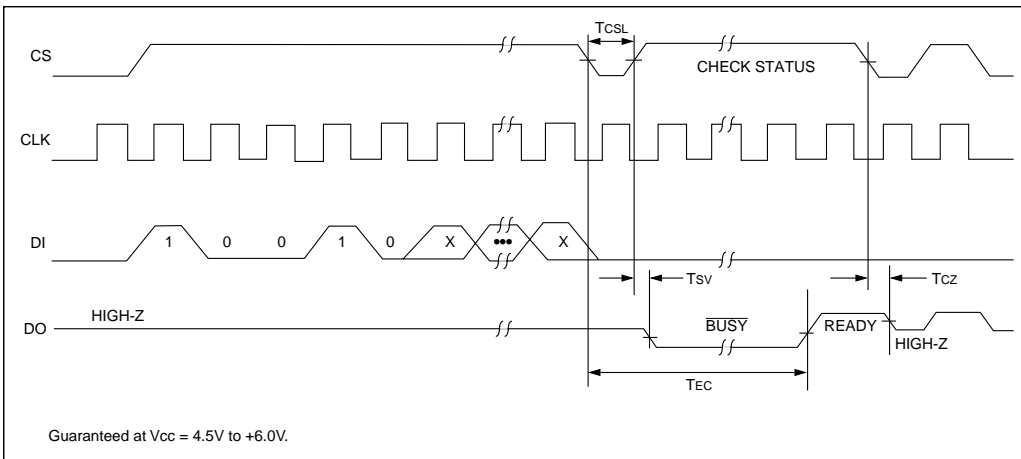 TCSL
CS
CHECK STATUS
CLK
DI
1 0 0 1 0 X ••• X
TSV
TCZ
DO
HIGH-Z
BUSY
READY
HIGH-Z
TEC
Guaranteed at Vcc = 4.5V to +6.0V.